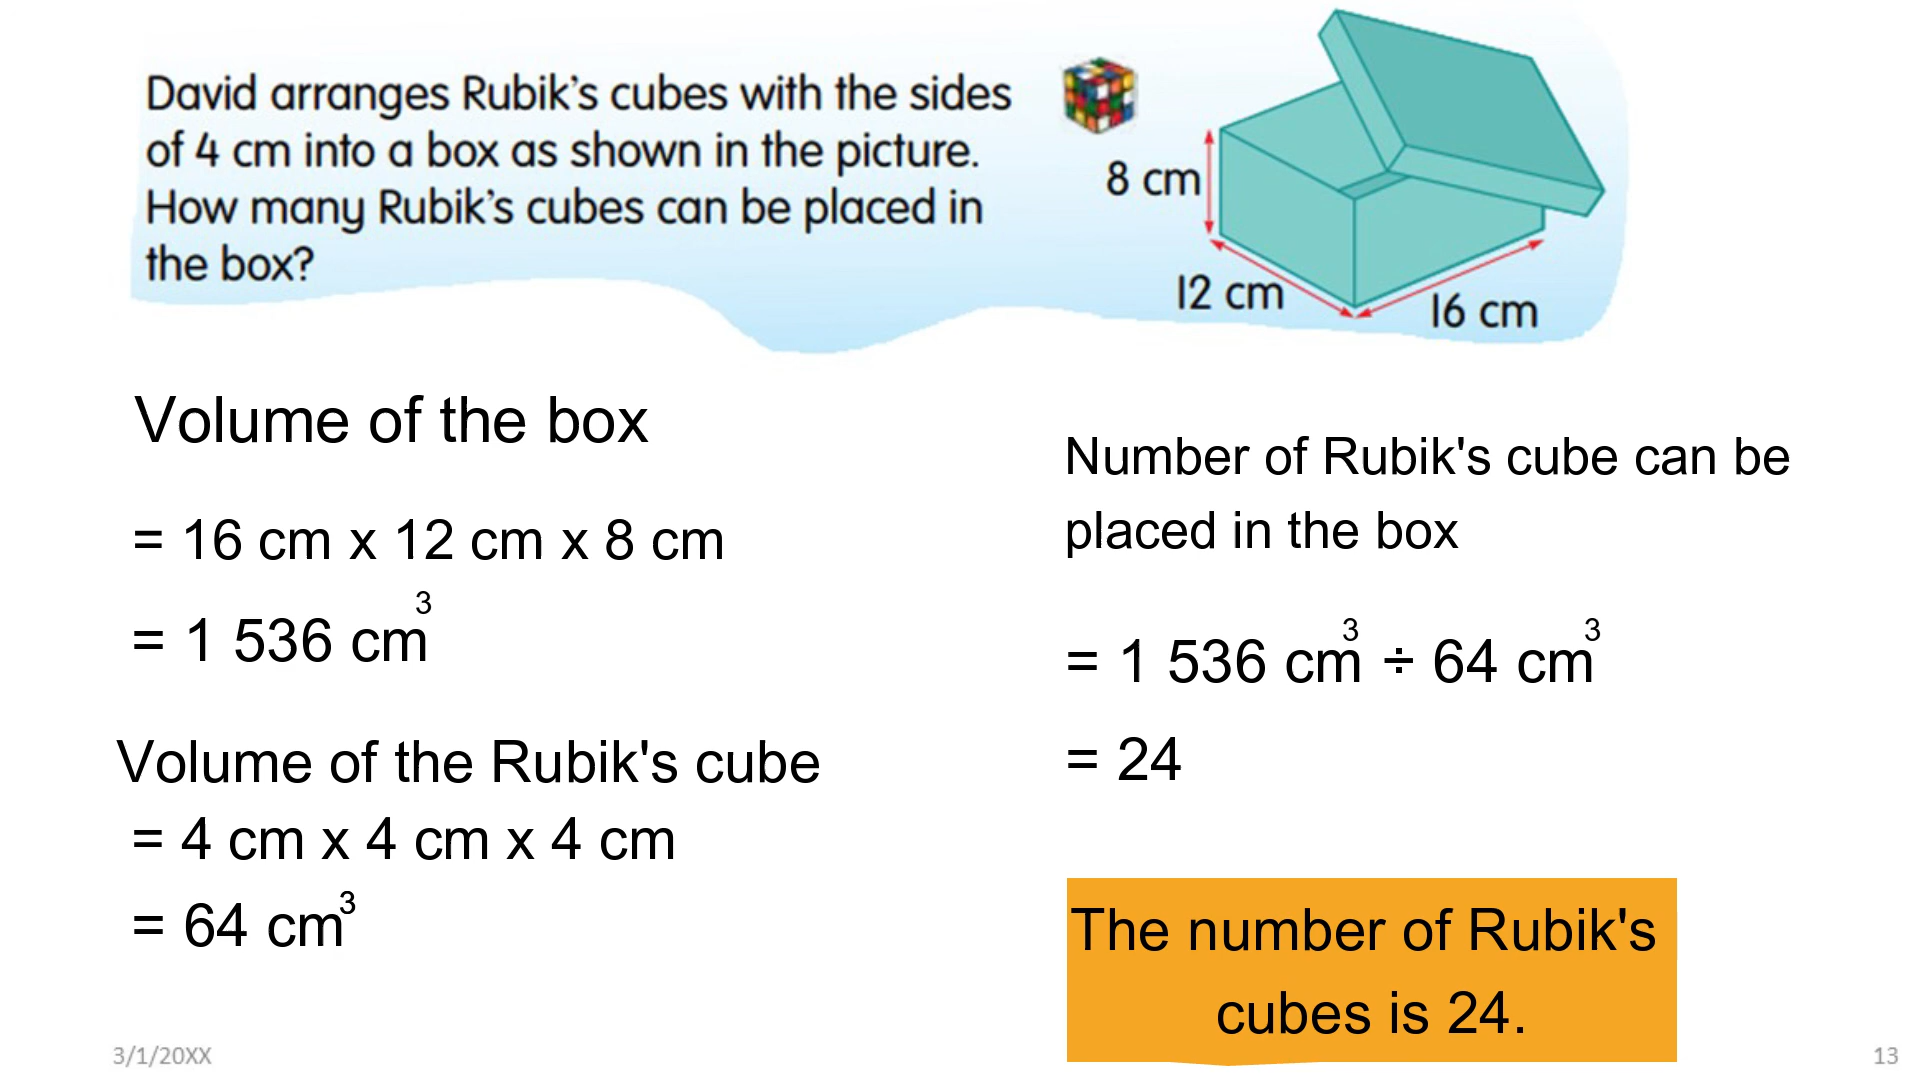 David arranges Rubik's cubes with the sides
of 4 cm into a box as shown in the picture.
How many Rubik's cubes can be placed in
the box?
8 cm
12 cm
16 cm
Volume of the box
= 16 cm x 12 cm x 8 cm
= 1 536 cm³
Volume of the Rubik's cube
= 4 cm x 4 cm x 4 cm
= 64 cm³
Number of Rubik's cube can be
placed in the box
= 1 536 cm³ ÷ 64 cm³
= 24
The number of Rubik's
cubes is 24.
3/1/20XX
13